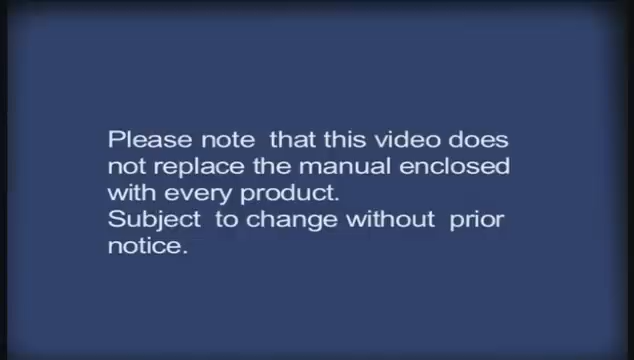 Please note  that this video does
not replace the manual enclosed
with every product.
Subject  to change without  prior
notice.